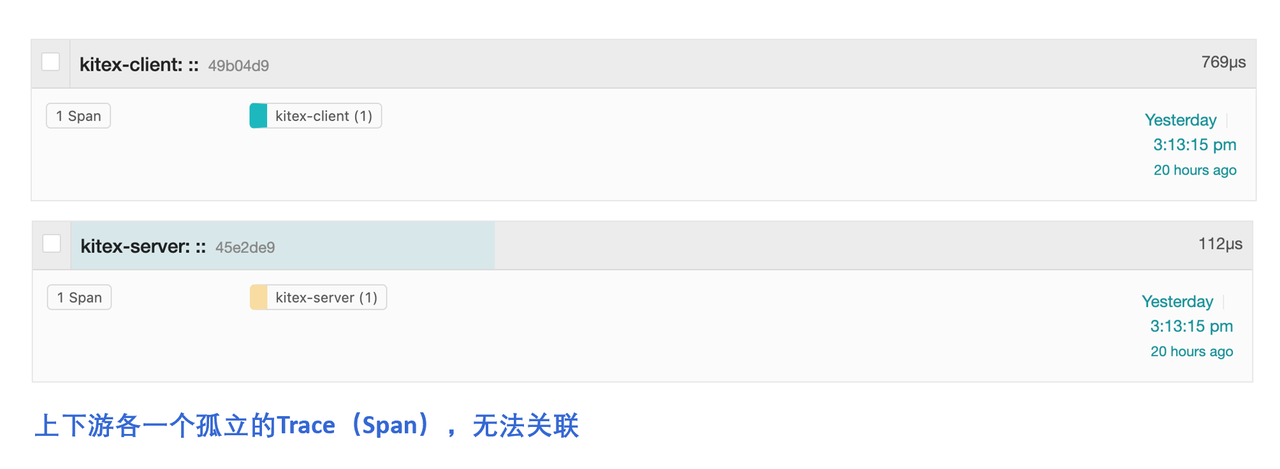 kitex-client: :: 49b04d9 769μs
1 Span kitex-client (1) Yesterday
3:13:15 pm
20 hours ago
kitex-server: :: 45e2de9 112μs
1 Span kitex-server (1) Yesterday
3:13:15 pm
20 hours ago
上下游各一个孤立的Trace（Span），无法关联